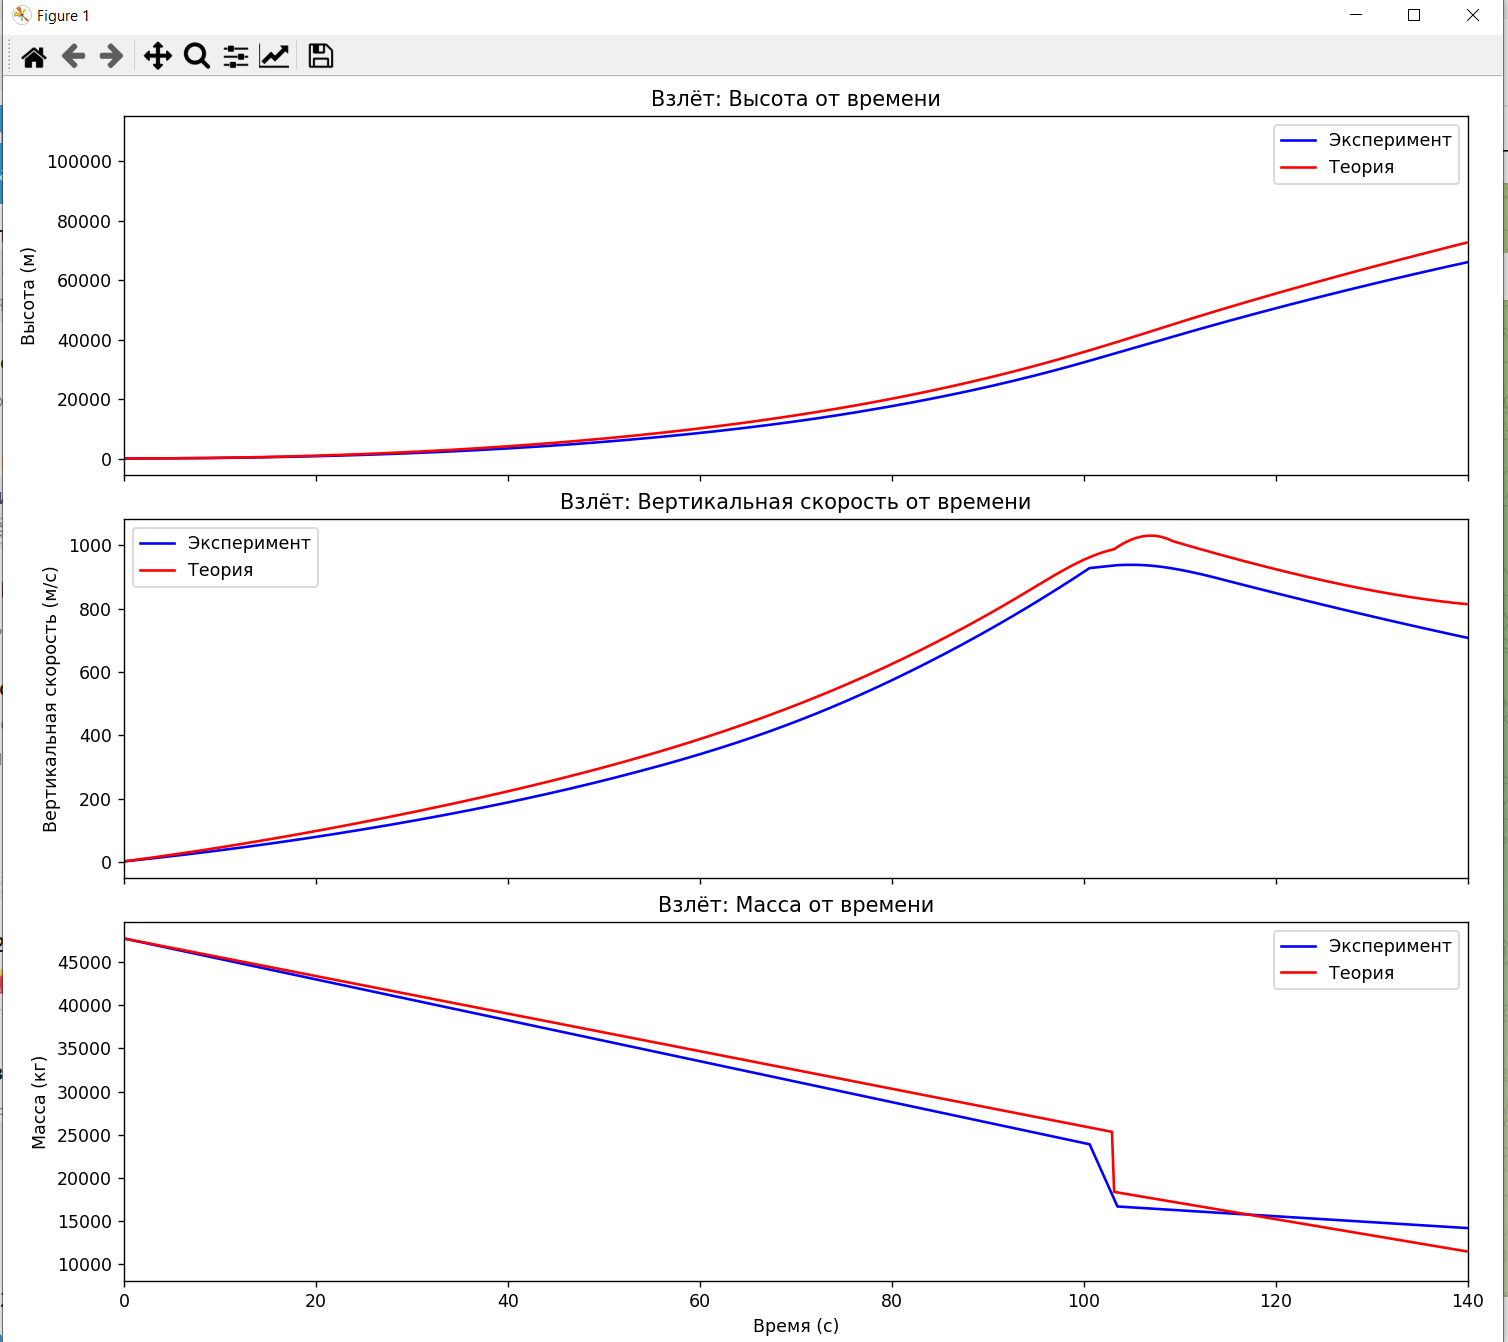 Figure 1
Взлёт: Высота от времени
Высота (м)
100000
80000
60000
40000
20000
0
Эксперимент
Теория
Взлёт: Вертикальная скорость от времени
Вертикальная скорость (м/с)
1000
800
600
400
200
0
Эксперимент
Теория
Взлёт: Масса от времени
Масса (кг)
45000
40000
35000
30000
25000
20000
15000
10000
Эксперимент
Теория
0 20 40 60 80 100 120 140
Время (с)